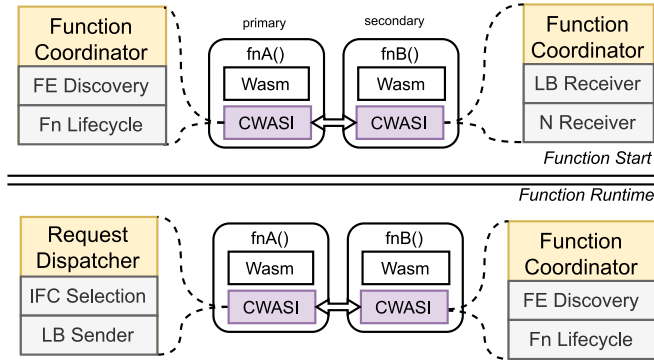 primary
secondary
Function
Coordinator
FE Discovery
Fn Lifecycle
fnA()
Wasm
CWASI
fnB()
Wasm
CWASI
Function
Coordinator
LB Receiver
N Receiver
Function Start
Function Runtime
Request
Dispatcher
IFC Selection
LB Sender
fnA()
Wasm
CWASI
fnB()
Wasm
CWASI
Function
Coordinator
FE Discovery
Fn Lifecycle